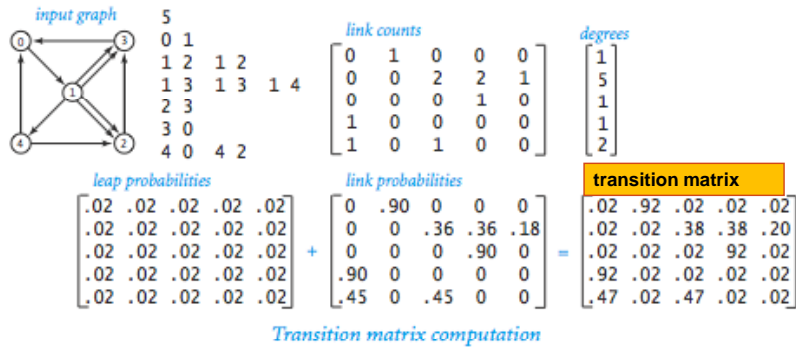 input graph
0 3
1
4 2
5
0 1
1 2 1 2
1 3 1 3 1 4
2 3
3 0
4 0 4 2
link counts
0 1 0 0 0
0 0 2 2 1
0 0 0 1 0
1 0 0 0 0
1 0 1 0 0
degrees
1
5
1
1
2
leap probabilities
.02 .02 .02 .02 .02
.02 .02 .02 .02 .02
.02 .02 .02 .02 .02
.02 .02 .02 .02 .02
.02 .02 .02 .02 .02
+
link probabilities
0 .90 0 0 0
0 0 .36 .36 .18
0 0 0 .90 0
.90 0 0 0 0
.45 0 .45 0 0
=
transition matrix
.02 .92 .02 .02 .02
.02 .02 .38 .38 .20
.02 .02 .02 92 .02
.92 .02 .02 .02 .02
.47 .02 .47 .02 .02
Transition matrix computation